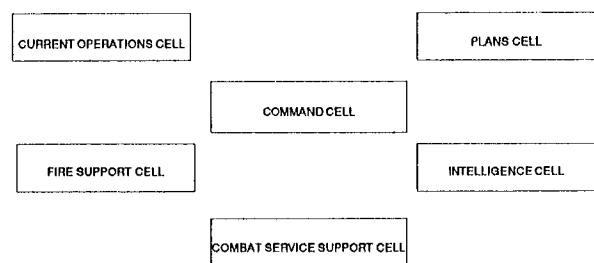 CURRENT OPERATIONS CELL
PLANS CELL
COMMAND CELL
FIRE SUPPORT CELL
INTELLIGENCE CELL
COMBAT SERVICE SUPPORT CELL